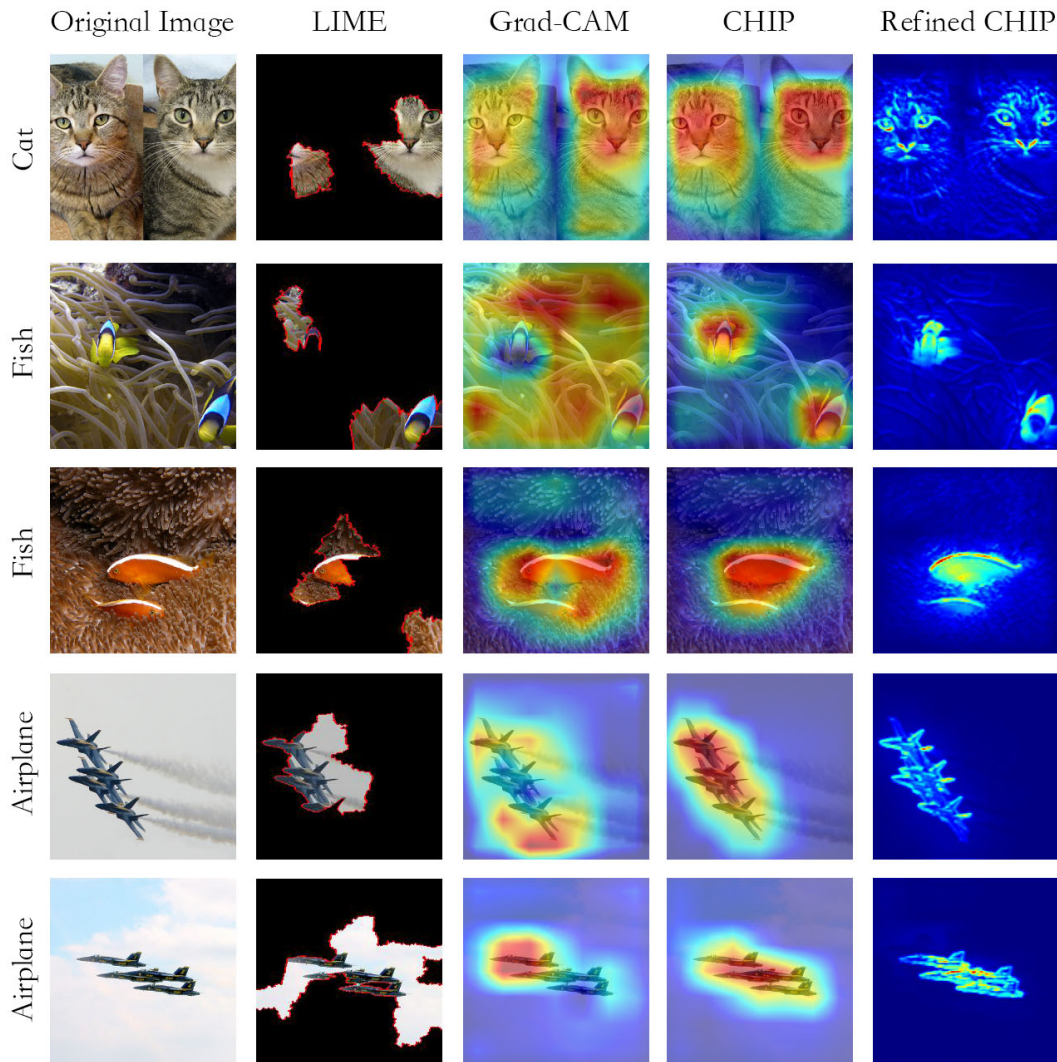 Original Image LIME Grad-CAM CHIP Refined CHIP
Cat
Fish
Fish
Airplane
Airplane